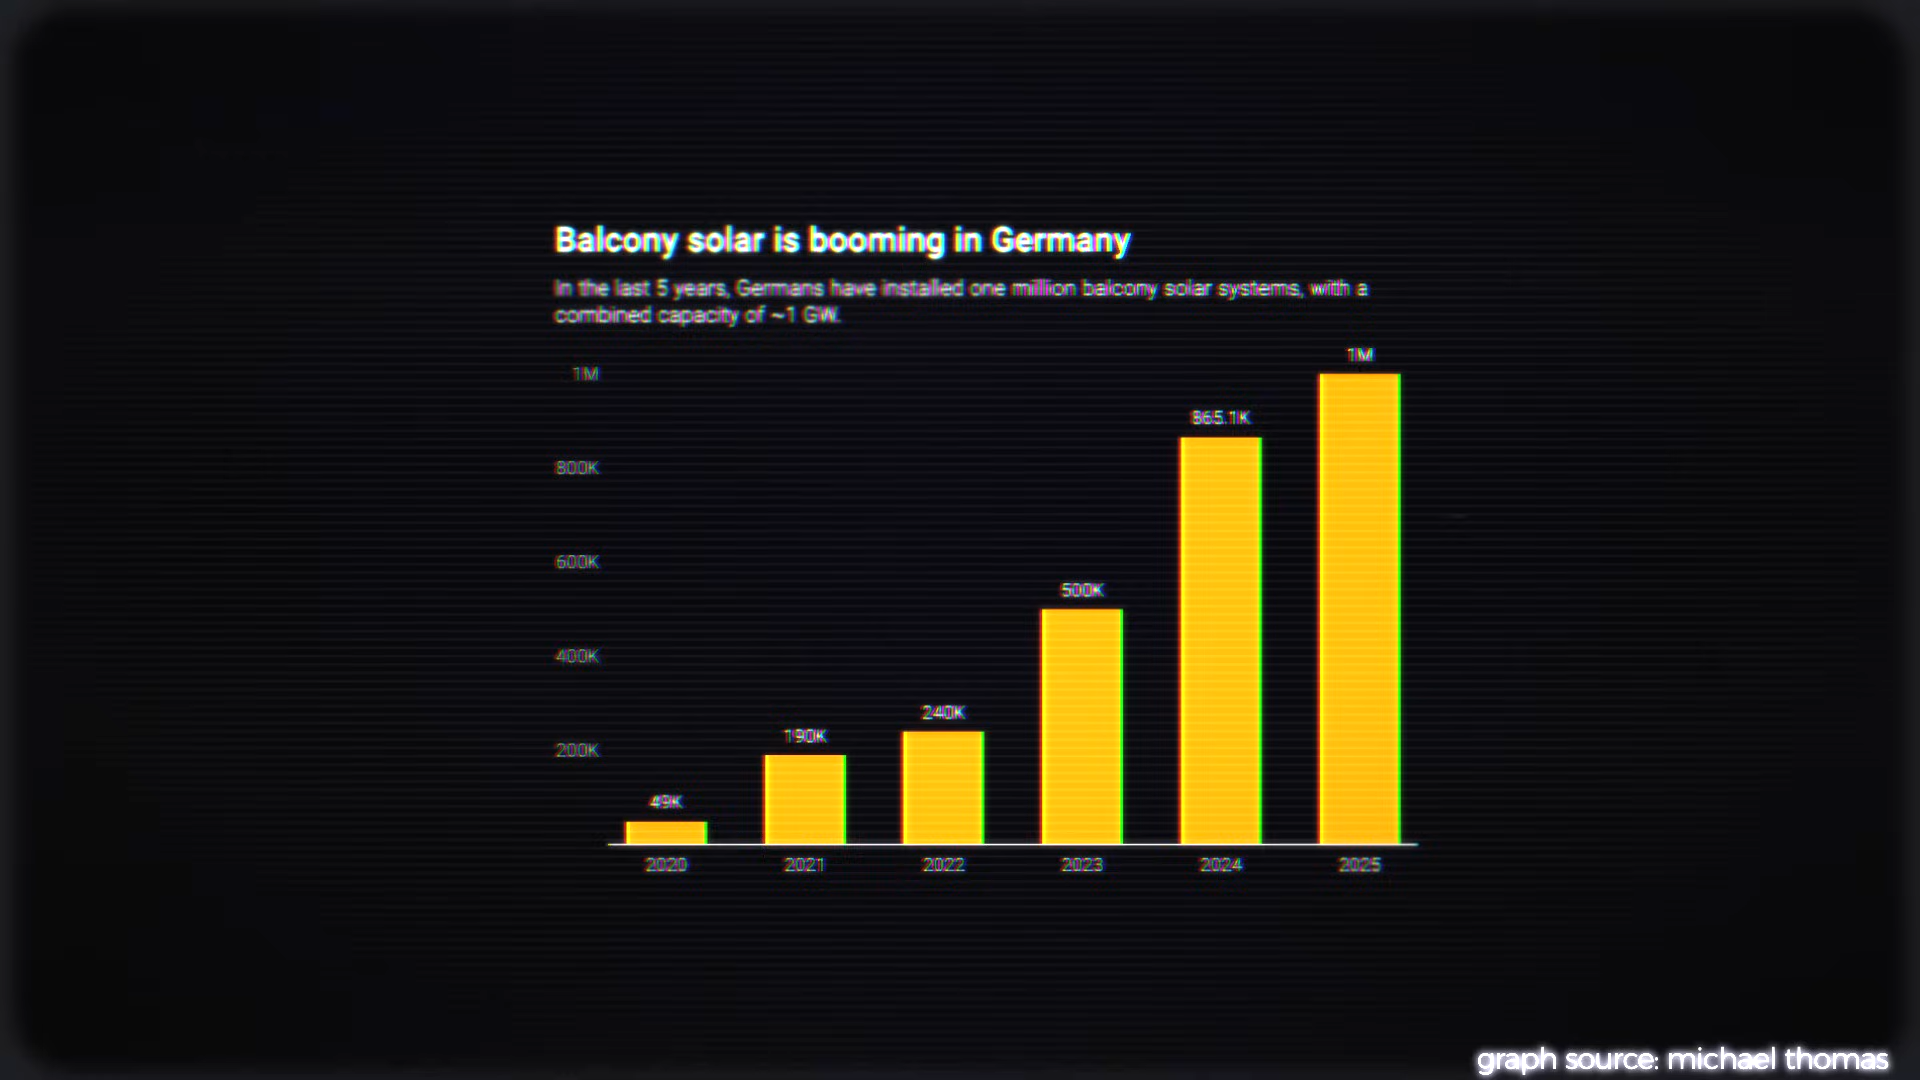 Balcony solar is booming in Germany
In the last 5 years, Germans have installed one million balcony solar systems, with a
combined capacity of ~1 GW.
1M
1M
865.1K
800K
600K
500K
400K
240K
190K
200K
49K
2020 2021 2022 2023 2024 2025
graph source: michael thomas